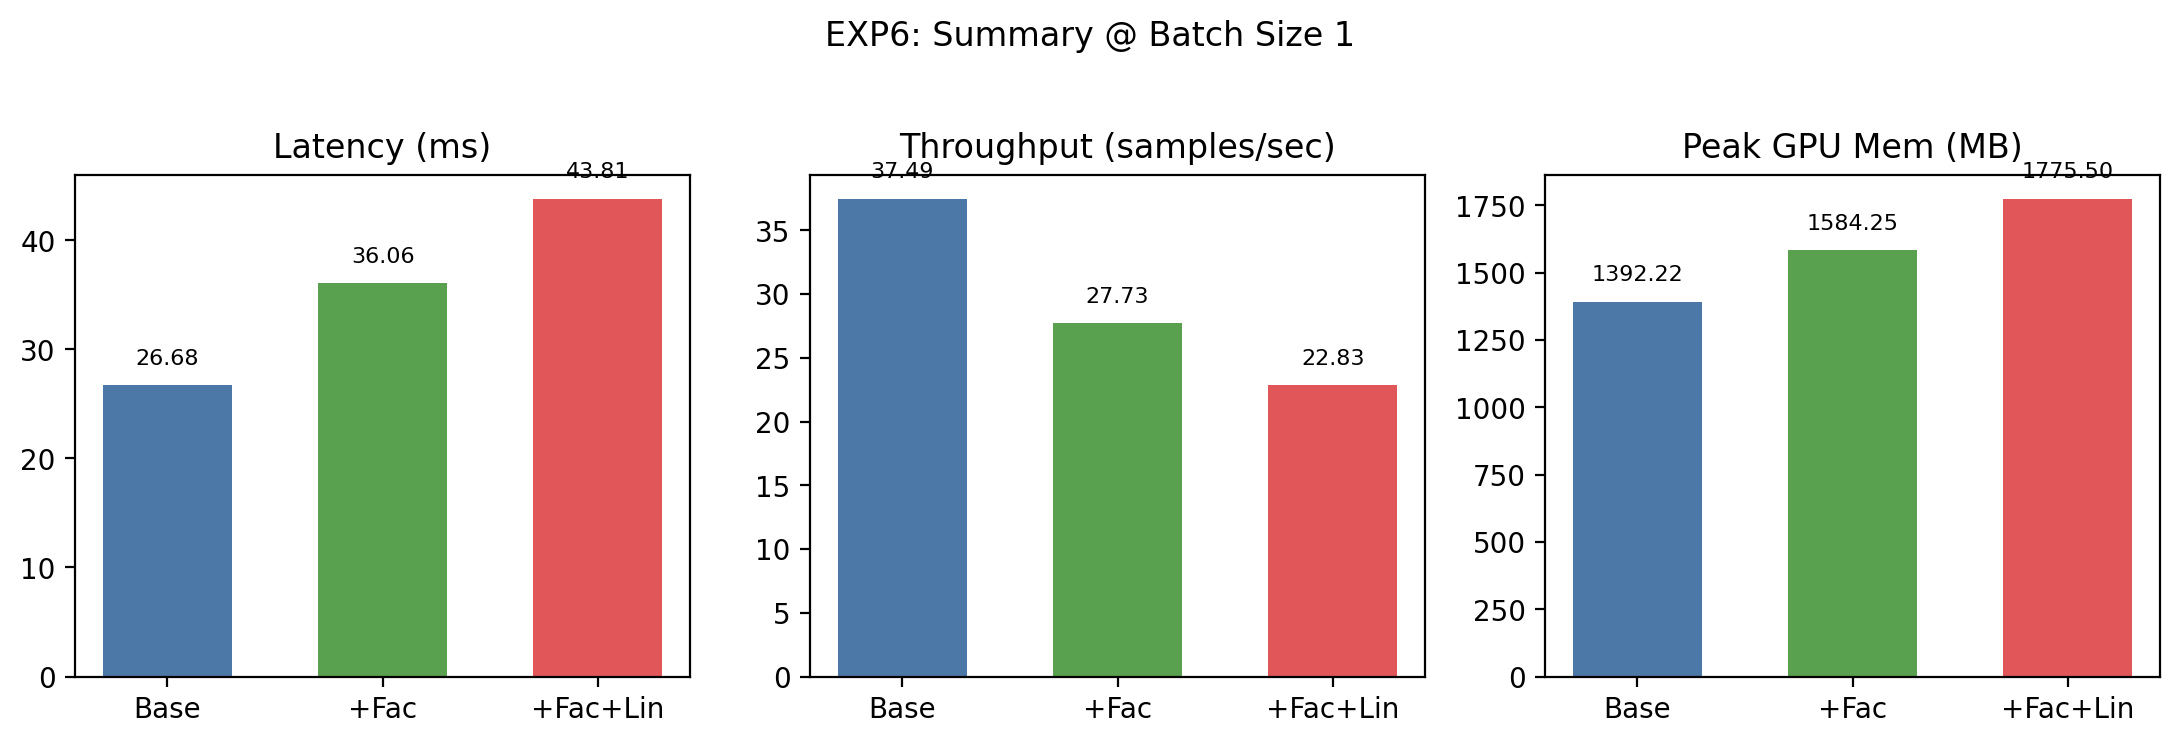 EXP6: Summary @ Batch Size 1
Latency (ms)
43.81
36.06
26.68
40
30
20
10
0
Base
+Fac
+Fac+Lin
Throughput (samples/sec)
37.49
27.73
22.83
35
30
25
20
15
10
5
0
Base
+Fac
+Fac+Lin
Peak GPU Mem (MB)
1775.50
1584.25
1392.22
1750
1500
1250
1000
750
500
250
0
Base
+Fac
+Fac+Lin